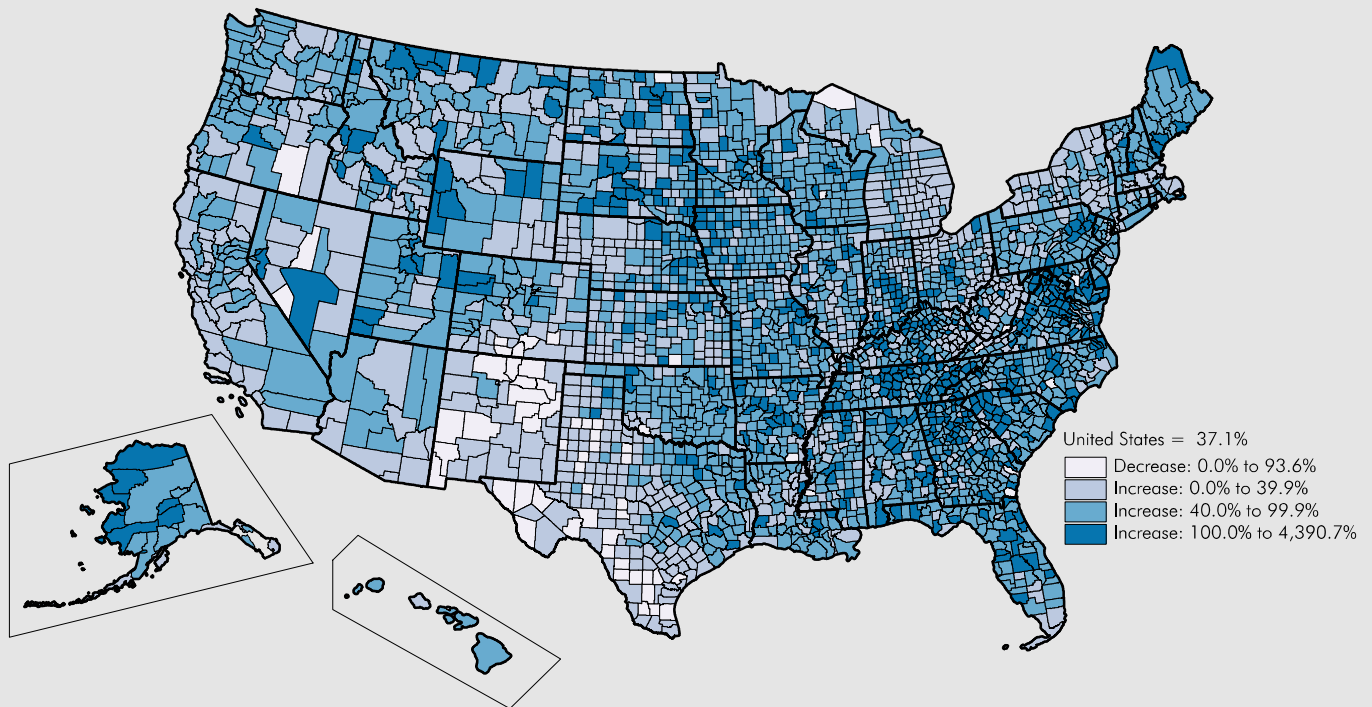 United States = 37.1%
Decrease: 0.0% to 93.6%
Increase: 0.0% to 39.9%
Increase: 40.0% to 99.9%
Increase: 100.0% to 4,390.7%